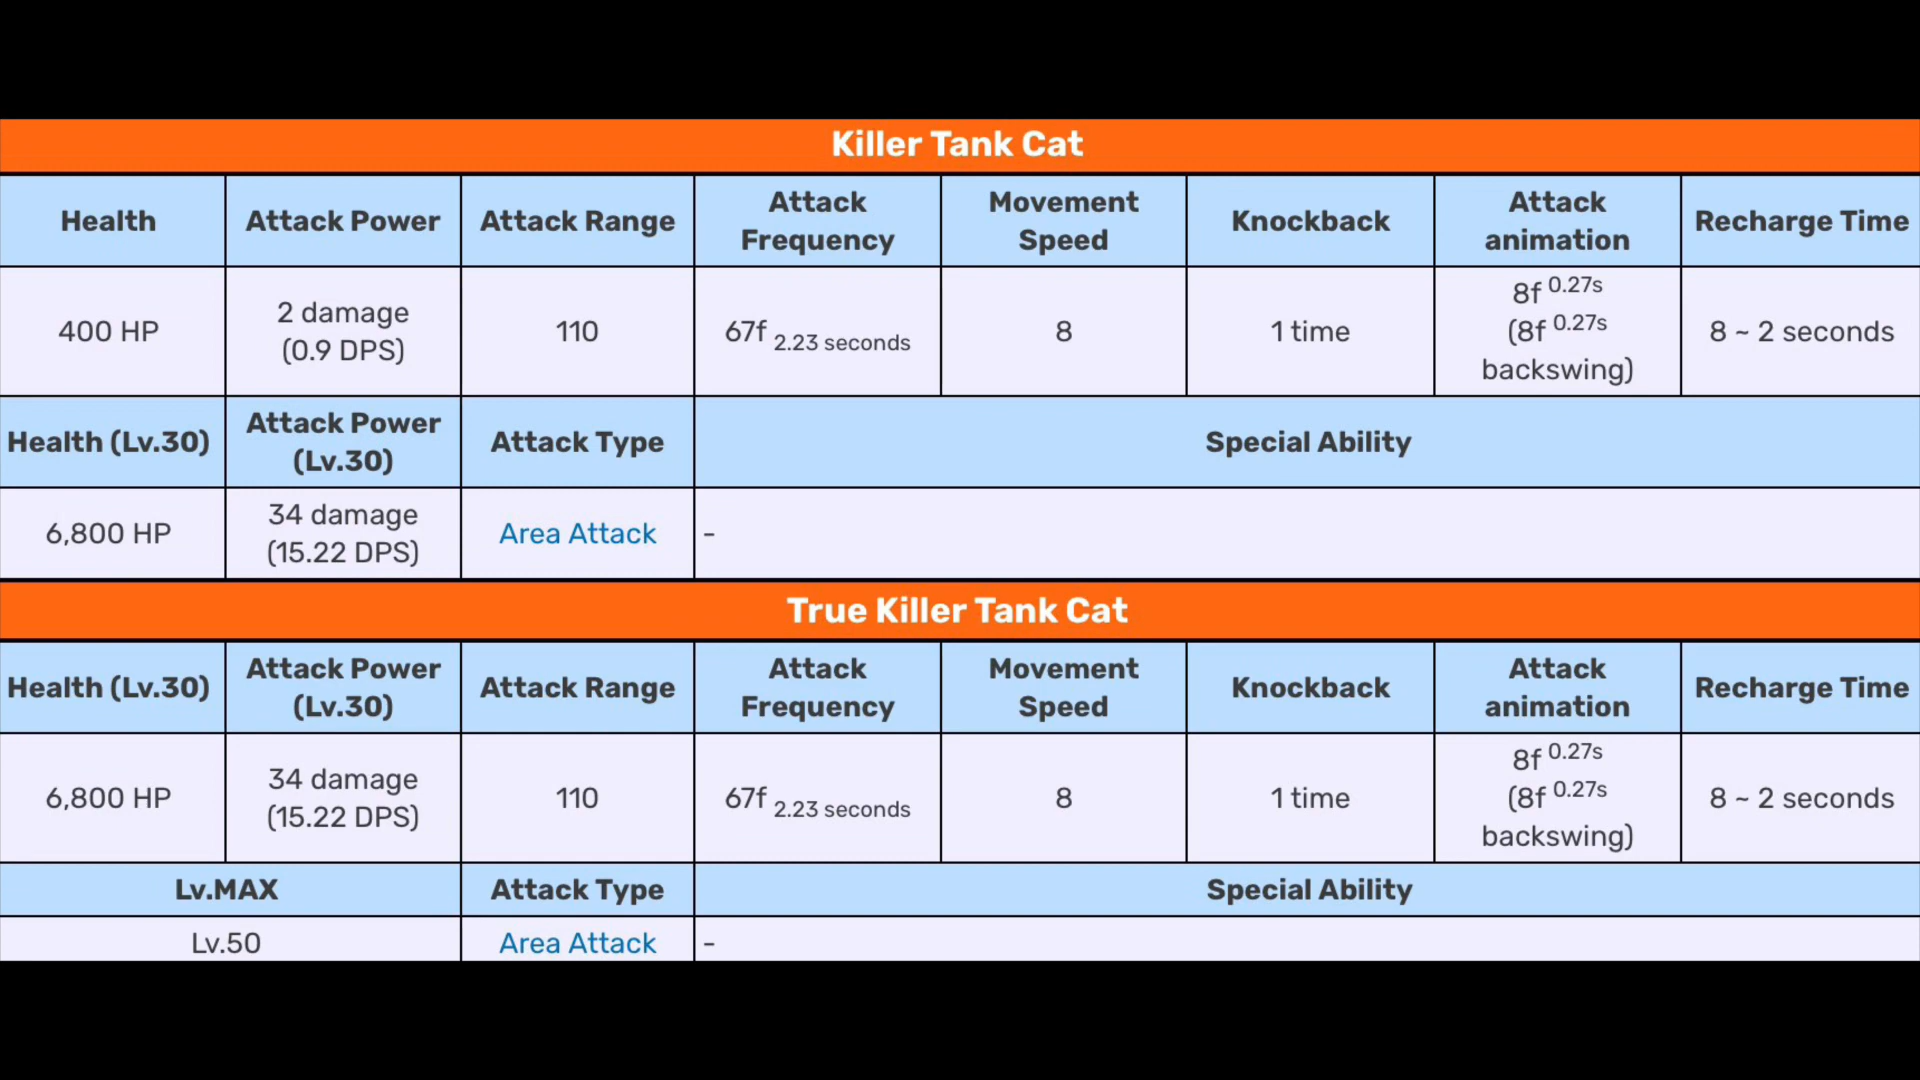 Killer Tank Cat
Health
Attack Power
Attack Range
Attack
Frequency
Movement
Speed
Knockback
Attack
animation
Recharge Time
400 HP
2 damage
(0.9 DPS)
110
67f 2.23 seconds
8
1 time
8f 0.27s
(8f 0.27s
backswing)
8 ~ 2 seconds
Health (Lv.30)
Attack Power
(Lv.30)
Attack Type
Special Ability
6,800 HP
34 damage
(15.22 DPS)
Area Attack
-
True Killer Tank Cat
Health (Lv.30)
Attack Power
(Lv.30)
Attack Range
Attack
Frequency
Movement
Speed
Knockback
Attack
animation
Recharge Time
6,800 HP
34 damage
(15.22 DPS)
110
67f 2.23 seconds
8
1 time
8f 0.27s
(8f 0.27s
backswing)
8 ~ 2 seconds
Lv.MAX
Attack Type
Special Ability
Lv.50
Area Attack
-